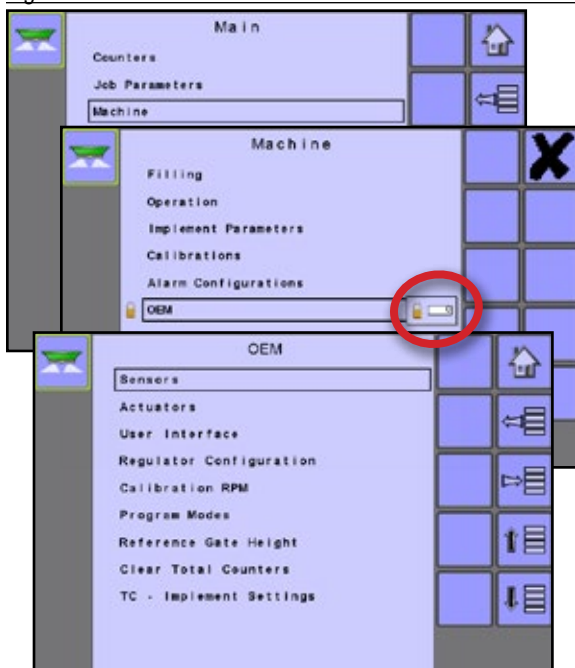 Main
Counters
Job Parameters
Machine
Machine
Filling
Operation
Implement Parameters
Calibrations
Alarm Configurations
OEM
OEM
Sensors
Actuators
User Interface
Regulator Configuration
Calibration RPM
Program Modes
Reference Gate Height
Clear Total Counters
TC - Implement Settings